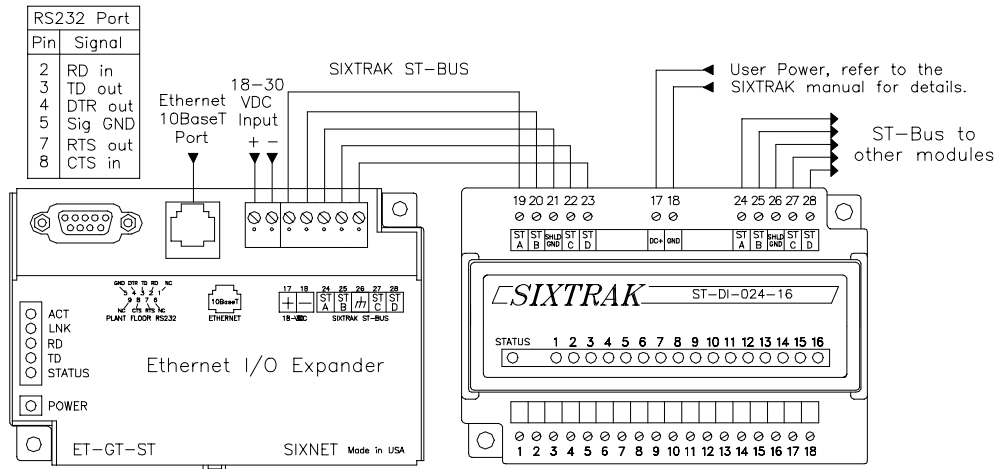 RS232 Port
Pin Signal
2 RD in
3 TD out
4 DTR out
5 Sig GND
7 RTS out
8 CTS in
Ethernet
10BaseT
Port
18-30
VDC
Input
+ -
SIXTRAK ST-BUS
User Power, refer to the
SIXTRAK manual for details.
ST-Bus to
other modules
GND DTR TD RD NC
5 4 3 2 1
9 8 7 6
NC CTS RTS NC
PLANT FLOOR RS232
10BaseT
ETHERNET
17 18 24 25 26 27 28
+ - ST A ST B ST C ST D
SIXTRAK ST-BUS
ACT
LNK
RD
TD
STATUS
POWER
Ethernet I/O Expander
ET-GT-ST
SIXNET Made in USA
19 20 21 22 23 17 18 24 25 26 27 28
ST A ST B SHLD GND ST C ST D DC+ GND ST A ST B SHLD GND ST C ST D
SIXTRAK ST-DI-024-16
STATUS 1 2 3 4 5 6 7 8 9 10 11 12 13 14 15 16
1 2 3 4 5 6 7 8 9 10 11 12 13 14 15 16 17 18